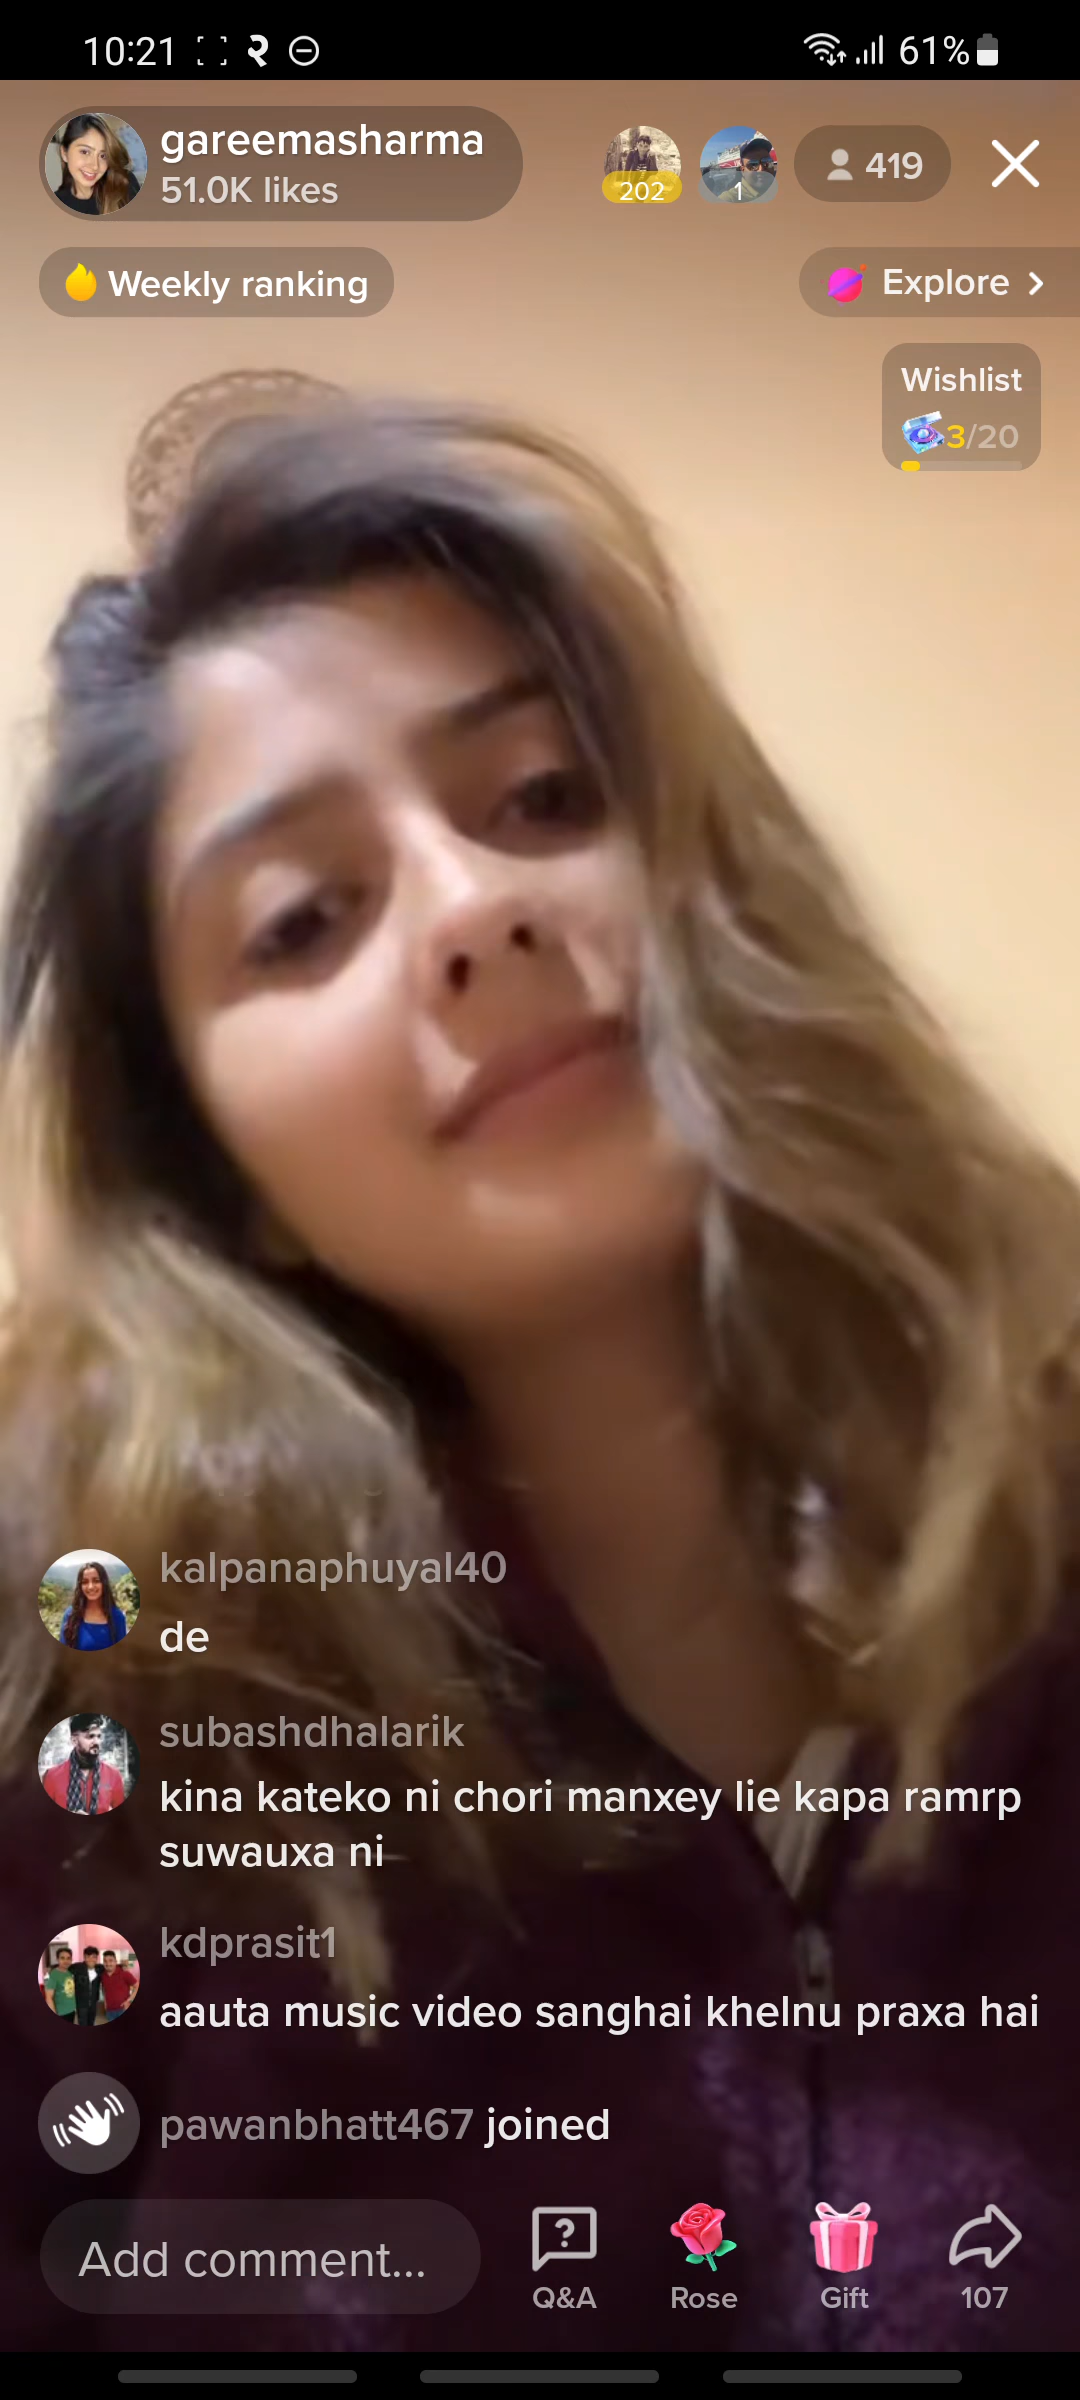 10:21
61%
gareemasharma
51.0K likes
202
1
419
Weekly ranking
Explore
Wishlist
3/20
kalpanaphuyal40
de
subashdhalarik
kina kateko ni chori manxey lie kapa ramrp
suwauxa ni
kdprasit1
aauta music video sanghai khelnu praxa hai
pawanbhatt467 joined
Add comment...
Q&A
Rose
Gift
107